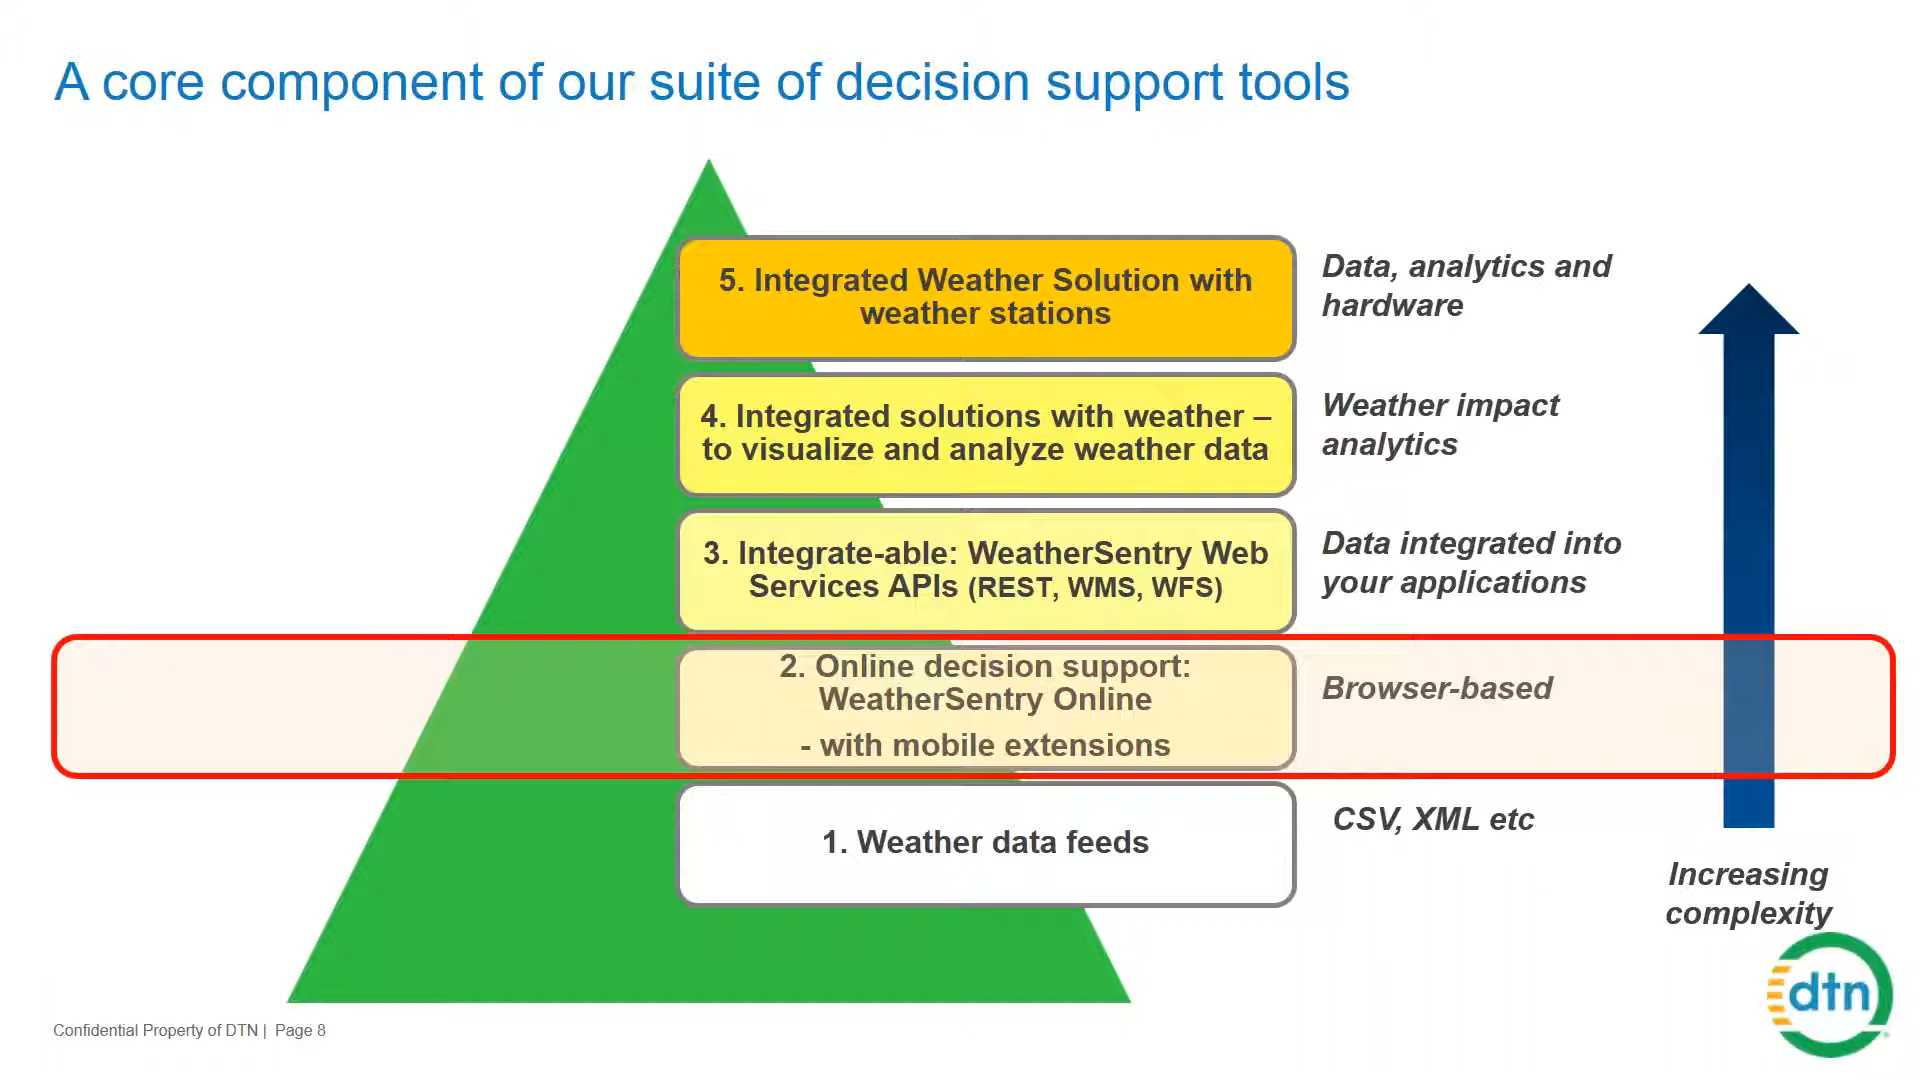 A core component of our suite of decision support tools
5. Integrated Weather Solution with
weather stations
Data, analytics and
hardware
4. Integrated solutions with weather –
to visualize and analyze weather data
Weather impact
analytics
3. Integrate-able: WeatherSentry Web
Services APIs (REST, WMS, WFS)
Data integrated into
your applications
2. Online decision support:
WeatherSentry Online
- with mobile extensions
Browser-based
1. Weather data feeds
CSV, XML etc
Increasing
complexity
dtn
Confidential Property of DTN | Page 8